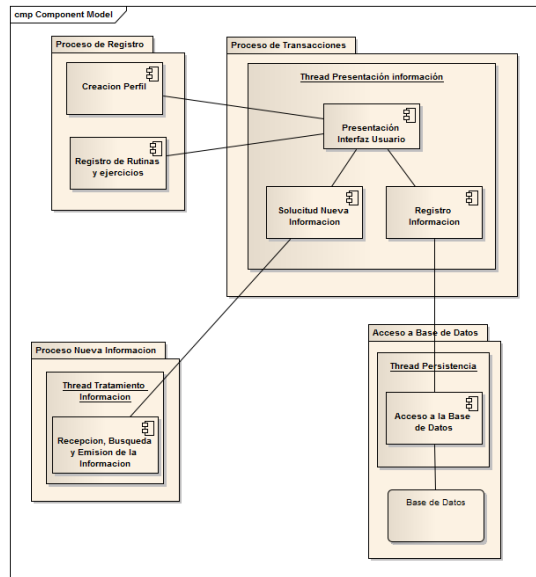 cmp Component Model
Proceso de Registro
Creacion Perfil
Registro de Rutinas
y ejercicios
Proceso de Transacciones
Thread Presentación información
Presentación
Interfaz Usuario
Solucitud Nueva
Informacion
Registro
Informacion
Proceso Nueva Informacion
Thread Tratamiento
Informacion
Recepcion, Busqueda
y Emision de la
Informacion
Acceso a Base de Datos
Thread Persistencia
Acceso a la Base
de Datos
Base de Datos